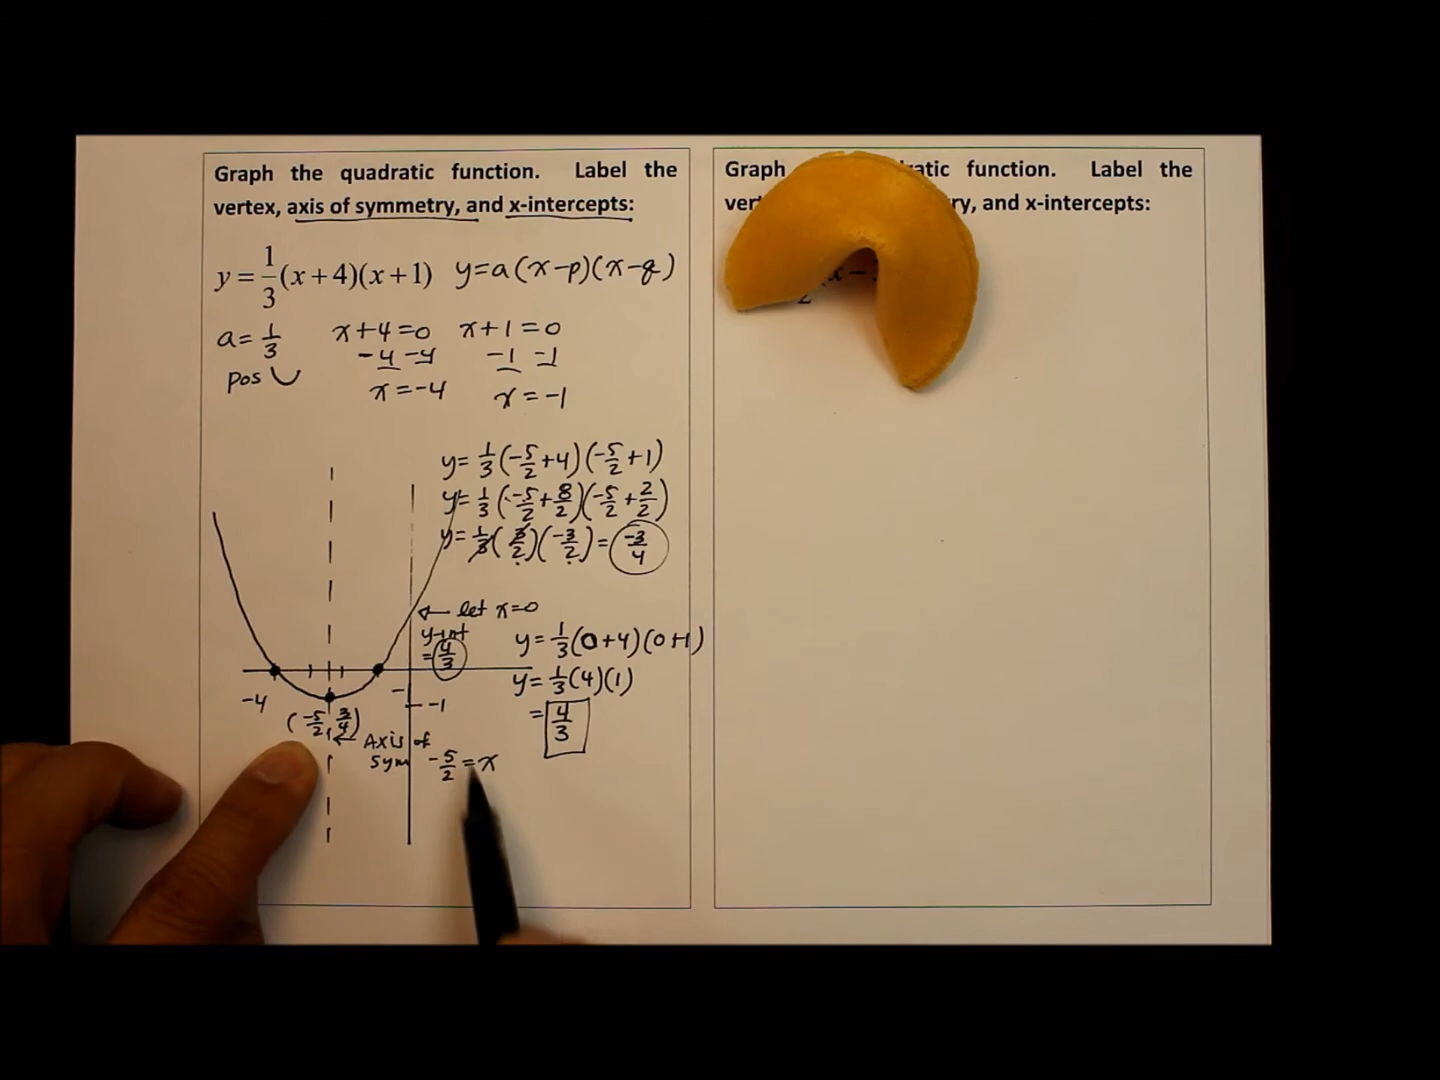 Graph the quadratic function. Label the
vertex, axis of symmetry, and x-intercepts:
y = 1/3 (x + 4)(x + 1) y = a (x - p)(x - q)
a = 1/3 x + 4 = 0 x + 1 = 0
- 4 - 4 - 1 - 1
pos x = -4 x = -1
y = 1/3 (-5/2 + 4)(-5/2 + 1)
y = 1/3 (-5/2 + 8/2)(-5/2 + 2/2)
y = 1/3 (3/2)(-3/2) = -3/4
← let x = 0
y-int
= 4/3
y = 1/3 (0 + 4)(0 + 1)
y = 1/3 (4)(1)
= 4/3
-4 -1
(-5/2, 3/4)
← Axis of
Sym -5/2 = x
Graph function. Label the
and x-intercepts: